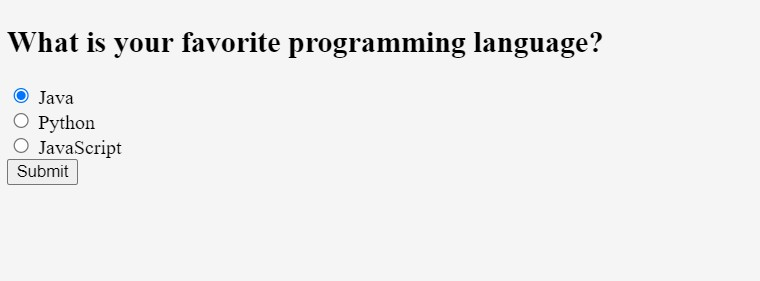 What is your favorite programming language?
Java
Python
JavaScript
Submit